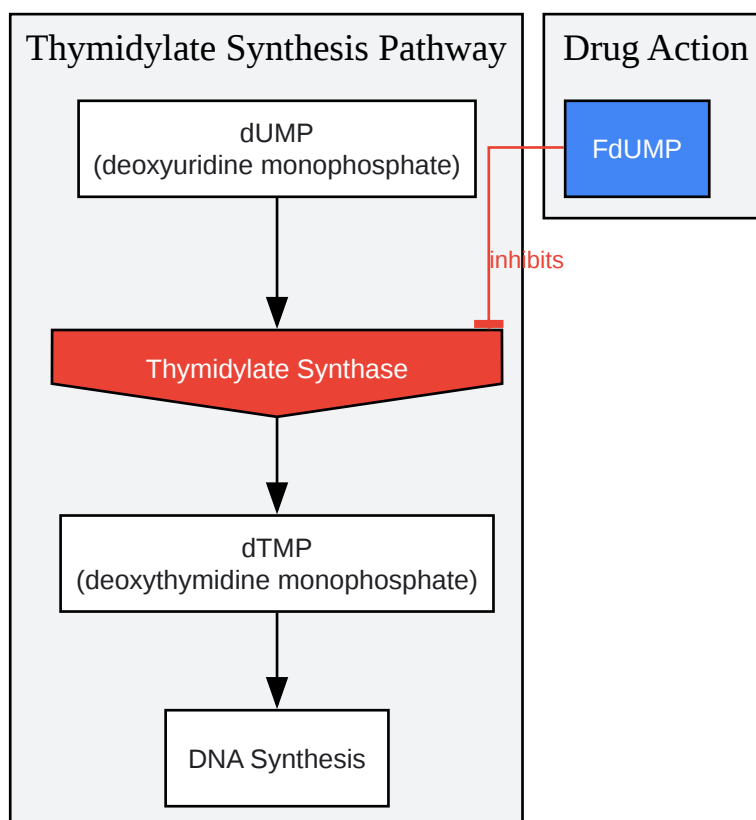 Thymidylate Synthesis Pathway
Drug Action
dUMP
(deoxyuridine monophosphate)
FdUMP
inhibits
Thymidylate Synthase
dTMP
(deoxythymidine monophosphate)
DNA Synthesis